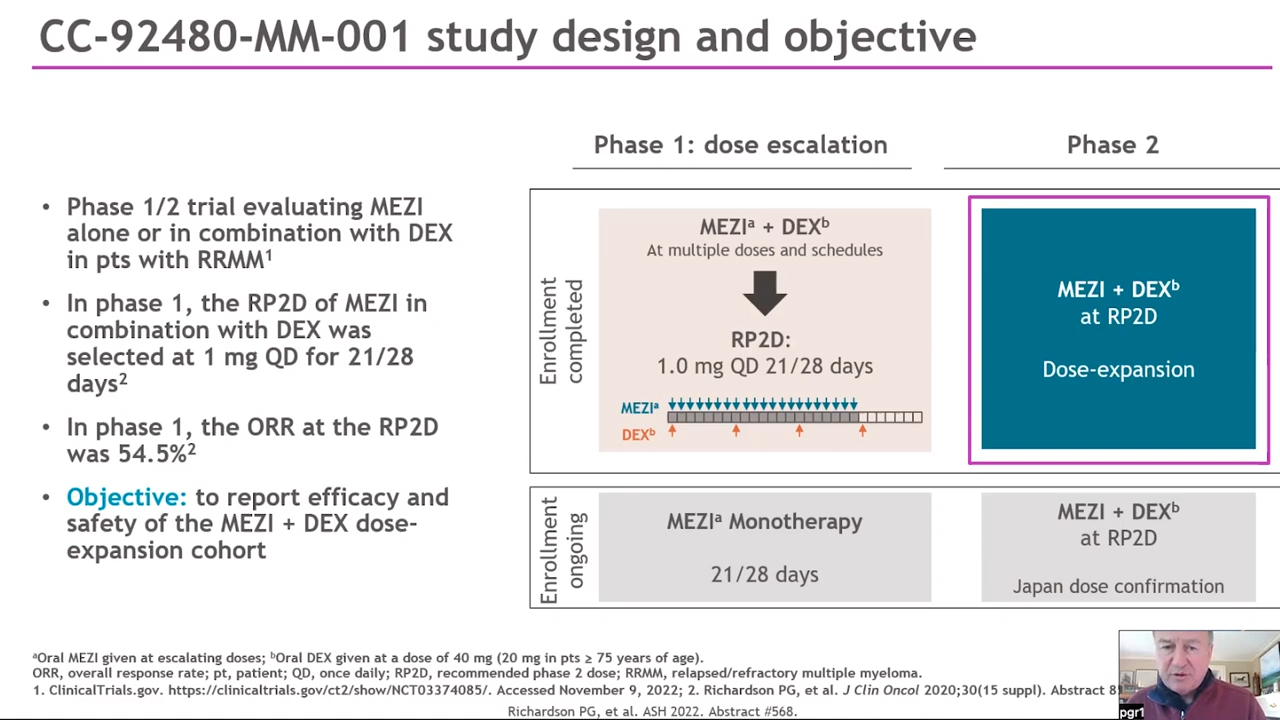 CC-92480-MM-001 study design and objective
Phase 1: dose escalation
Phase 2
• Phase 1/2 trial evaluating MEZI
alone or in combination with DEX
in pts with RRMM¹
• In phase 1, the RP2D of MEZI in
combination with DEX was
selected at 1 mg QD for 21/28
days²
• In phase 1, the ORR at the RP2D
was 54.5%²
• Objective: to report efficacy and
safety of the MEZI + DEX dose-
expansion cohort
Enrollment
completed
MEZIᵃ + DEXᵇ
At multiple doses and schedules
RP2D:
1.0 mg QD 21/28 days
MEZIᵃ
DEXᵇ
MEZI + DEXᵇ
at RP2D
Dose-expansion
Enrollment
ongoing
MEZIᵃ Monotherapy
21/28 days
MEZI + DEXᵇ
at RP2D
Japan dose confirmation
ᵃOral MEZI given at escalating doses; ᵇOral DEX given at a dose of 40 mg (20 mg in pts ≥ 75 years of age).
ORR, overall response rate; pt, patient; QD, once daily; RP2D, recommended phase 2 dose; RRMM, relapsed/refractory multiple myeloma.
1. ClinicalTrials.gov. https://clinicaltrials.gov/ct2/show/NCT03374085/. Accessed November 9, 2022; 2. Richardson PG, et al. J Clin Oncol 2020;30(15 suppl). Abstract
Richardson PG, et al. ASH 2022. Abstract #568.
pgr1